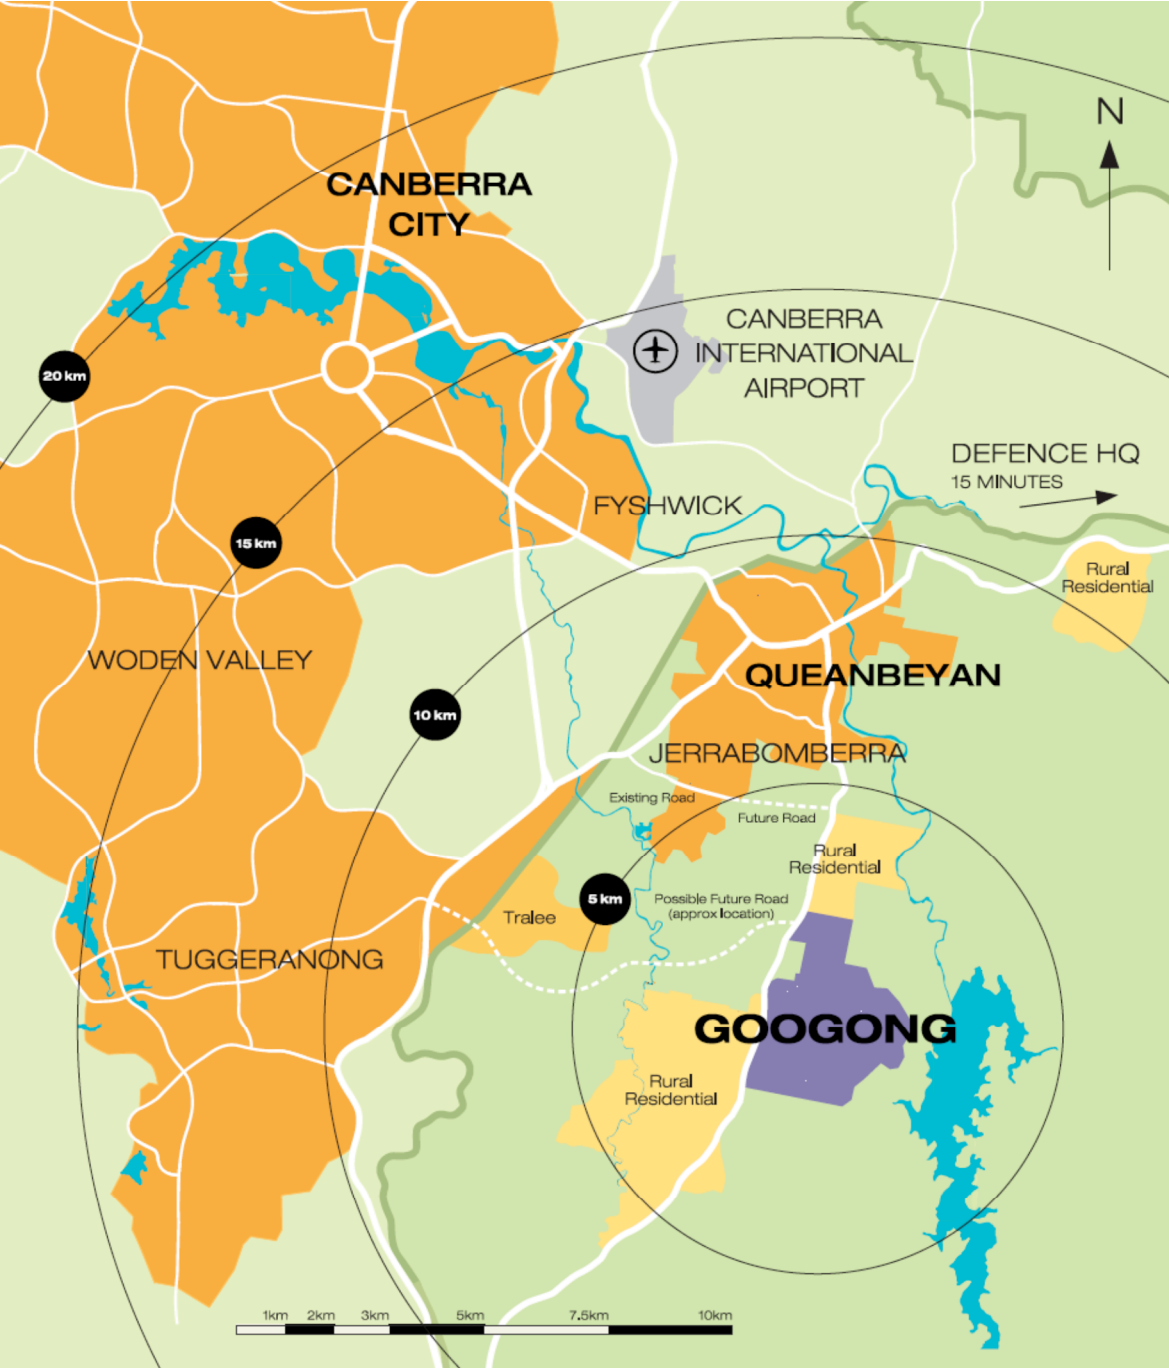 N
CANBERRA
CITY
CANBERRA
INTERNATIONAL
AIRPORT
20 km
DEFENCE HQ
15 MINUTES
FYSHWICK
15 km
Rural
Residential
WODEN VALLEY
QUEANBEYAN
10 km
JERRABOMBERRA
Existing Road
Future Road
Rural
Residential
5 km
Possible Future Road
(approx location)
Tralee
TUGGERANONG
GOOGONG
Rural
Residential
1km 2km 3km 5km 7.5km 10km